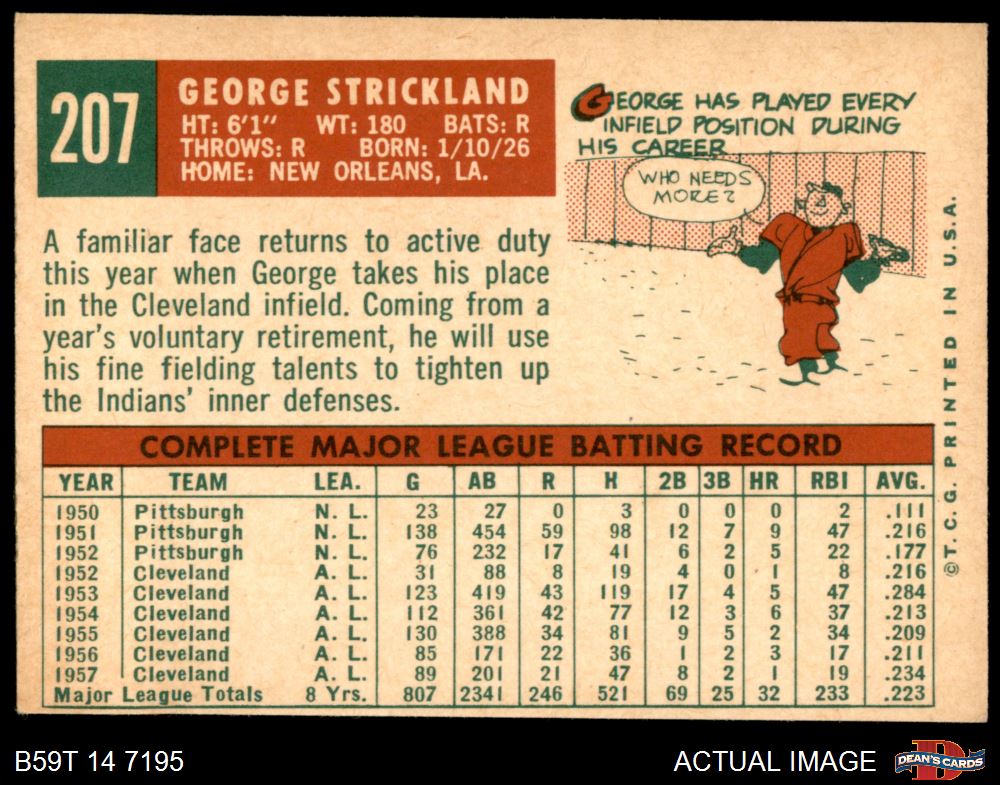 207
GEORGE STRICKLAND
HT: 6'1" WT: 180 BATS: R
THROWS: R BORN: 1/10/26
HOME: NEW ORLEANS, LA.
GEORGE HAS PLAYED EVERY
INFIELD POSITION DURING
HIS CAREER
WHO NEEDS
MORE?
A familiar face returns to active duty
this year when George takes his place
in the Cleveland infield. Coming from a
year's voluntary retirement, he will use
his fine fielding talents to tighten up
the Indians' inner defenses.
COMPLETE MAJOR LEAGUE BATTING RECORD
YEAR TEAM LEA. G AB R H 2B 3B HR RBI AVG.
1950 Pittsburgh N. L. 23 27 0 3 0 0 0 2 .111
1951 Pittsburgh N. L. 138 454 59 98 12 7 9 47 .216
1952 Pittsburgh N. L. 76 232 17 41 6 2 5 22 .177
1952 Cleveland A. L. 31 88 8 19 4 0 1 8 .216
1953 Cleveland A. L. 123 419 43 119 17 4 5 47 .284
1954 Cleveland A. L. 112 361 42 77 12 3 6 37 .213
1955 Cleveland A. L. 130 388 34 81 9 5 2 34 .209
1956 Cleveland A. L. 85 171 22 36 1 2 3 17 .211
1957 Cleveland A. L. 89 201 21 47 8 2 1 19 .234
Major League Totals 8 Yrs. 807 2341 246 521 69 25 32 233 .223
©T. C. G. PRINTED IN U.S.A.
B59T 14 7195
ACTUAL IMAGE
D
DEAN'S CARDS